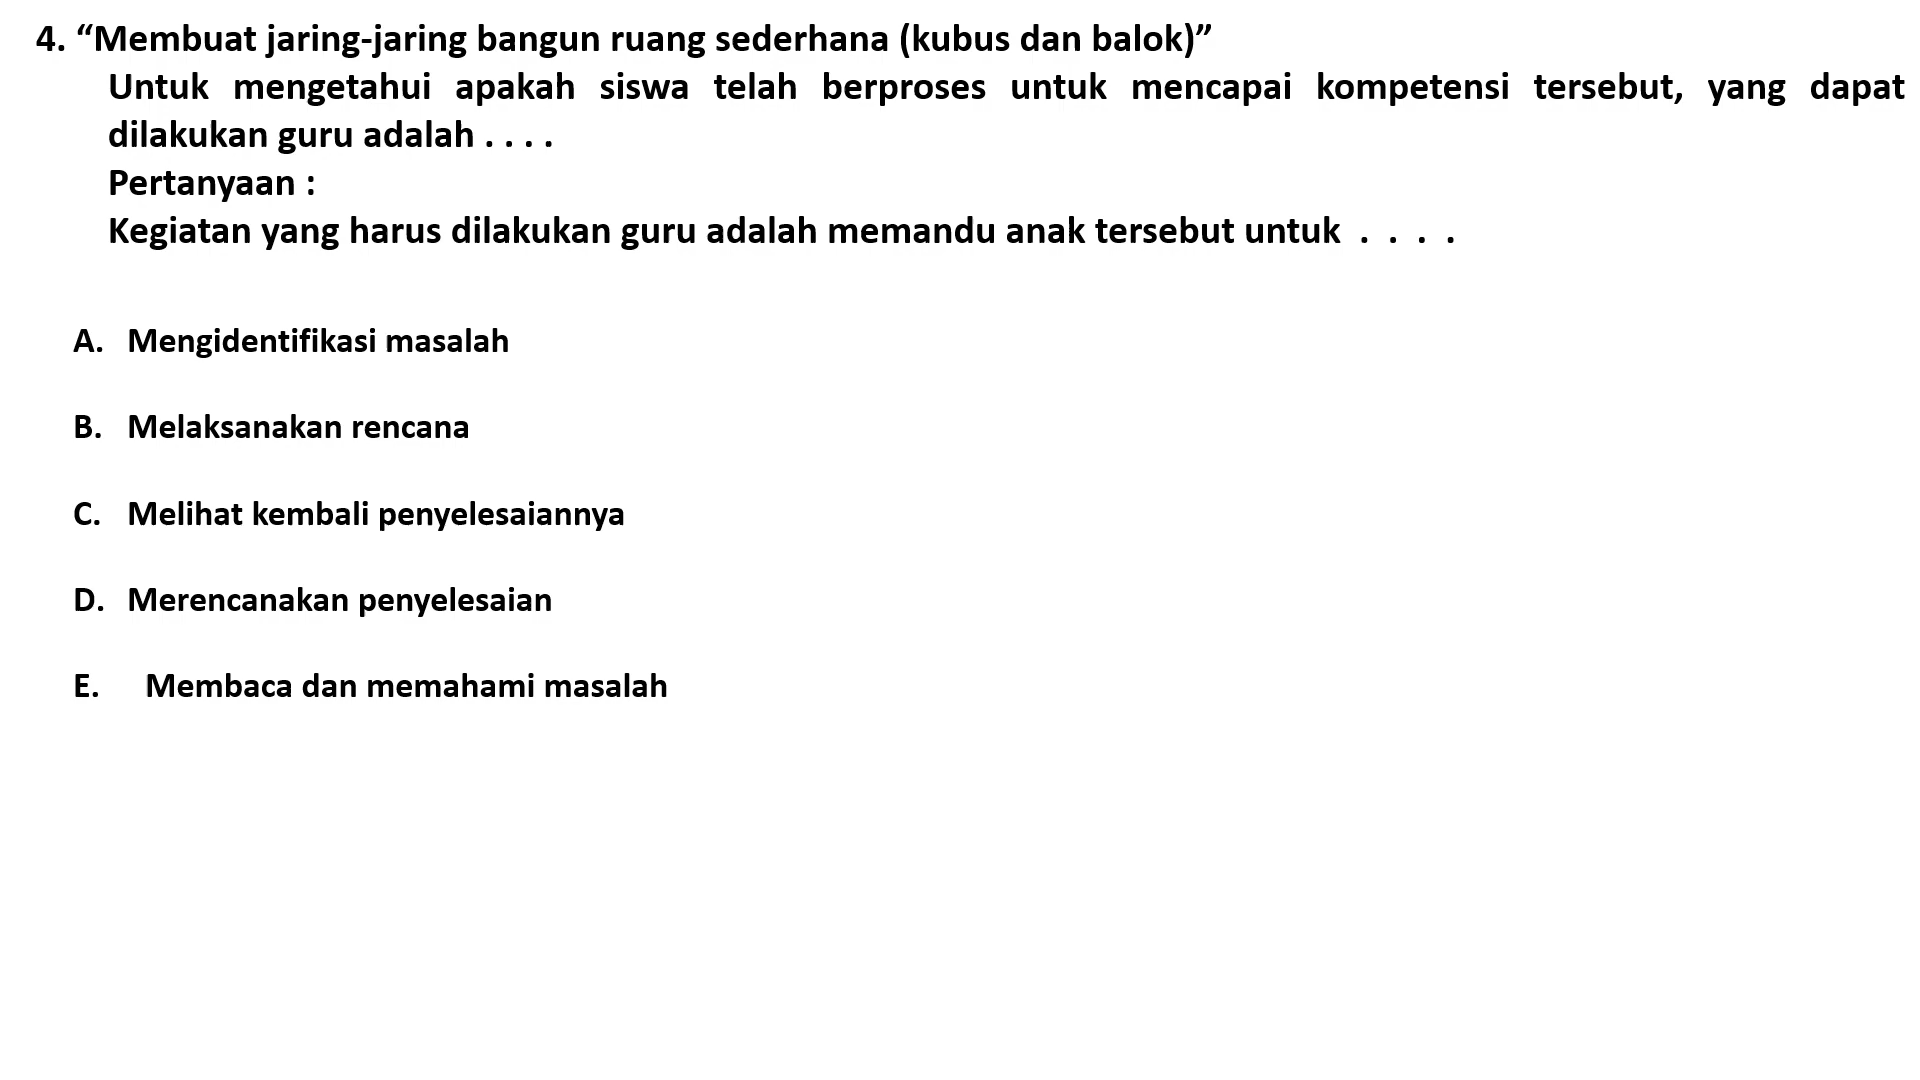 4. “Membuat jaring-jaring bangun ruang sederhana (kubus dan balok)”
Untuk mengetahui apakah siswa telah berproses untuk mencapai kompetensi tersebut, yang dapat
dilakukan guru adalah . . . .
Pertanyaan :
Kegiatan yang harus dilakukan guru adalah memandu anak tersebut untuk . . . .
A. Mengidentifikasi masalah
B. Melaksanakan rencana
C. Melihat kembali penyelesaiannya
D. Merencanakan penyelesaian
E. Membaca dan memahami masalah